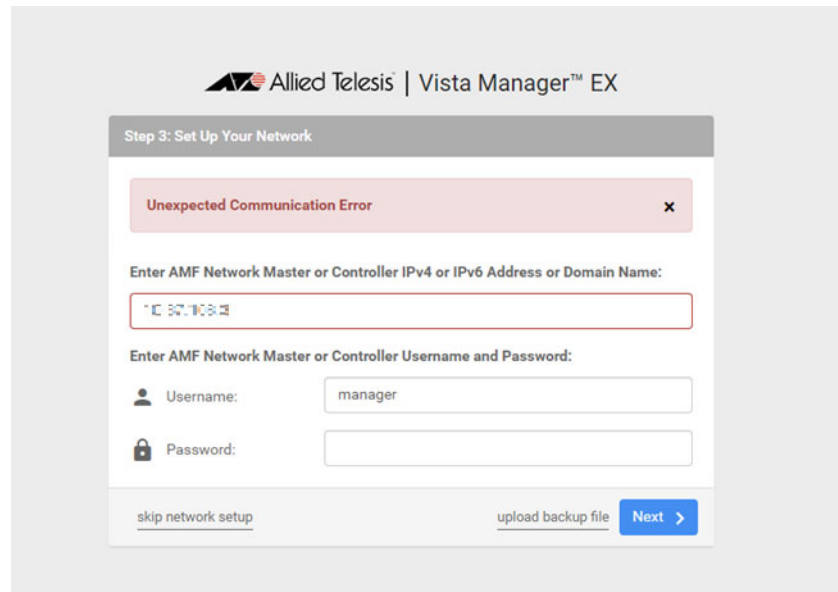 Allied Telesis | Vista Manager™ EX
Step 3: Set Up Your Network
Unexpected Communication Error
Enter AMF Network Master or Controller IPv4 or IPv6 Address or Domain Name:
Enter AMF Network Master or Controller Username and Password:
Username: manager
Password:
skip network setup upload backup file Next